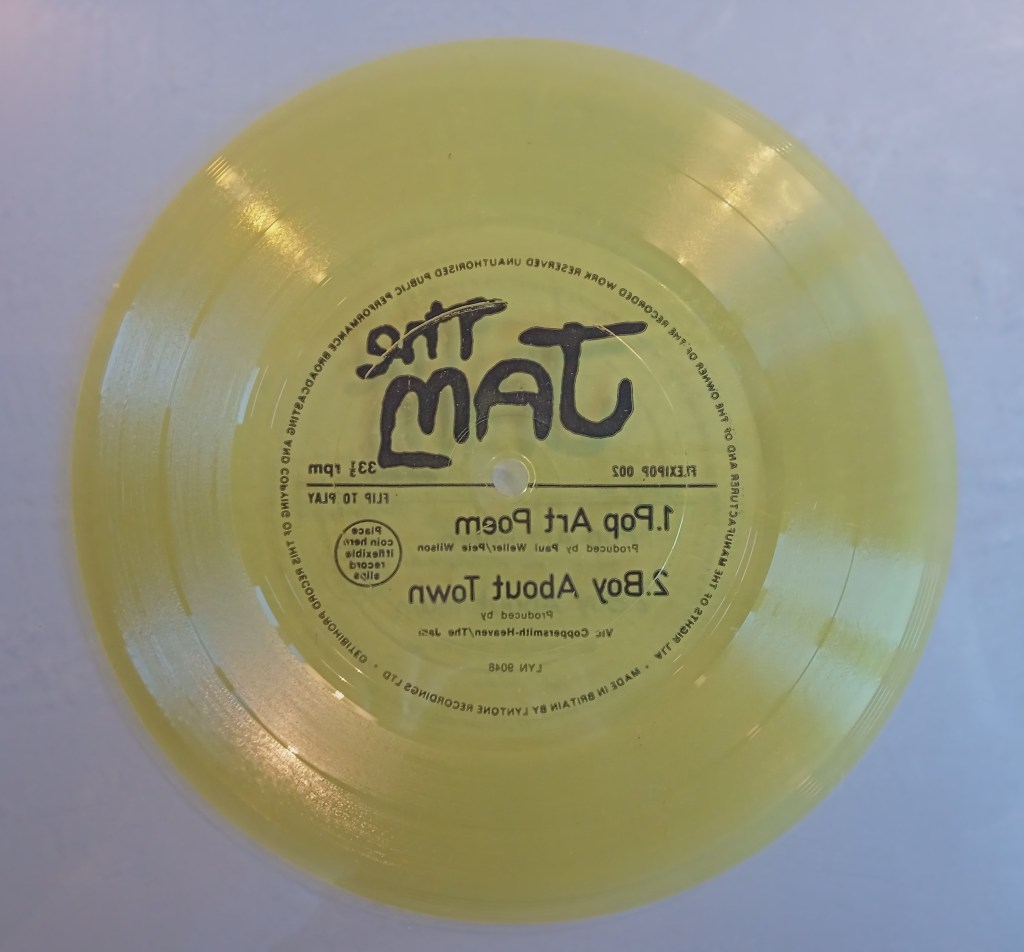 ALL RIGHTS OF THE MANUFACTURER AND OF THE OWNER OF THE RECORDED WORK RESERVED UNAUTHORISED PUBLIC PERFORMANCE BROADCASTING AND COPYING OF THIS RECORD PROHIBITED •
The
JAM
FLEXIPOP 002
33⅓ rpm
FLIP TO PLAY
1.Pop Art Poem
Produced by Paul Weller/Pete Wilson
Place
coin here
if flexible
record
slips
2.Boy About Town
Produced by
Vic Coppersmith-Heaven/The Jam
LYN 9048
MADE IN BRITAIN BY LYNTONE RECORDINGS LTD •